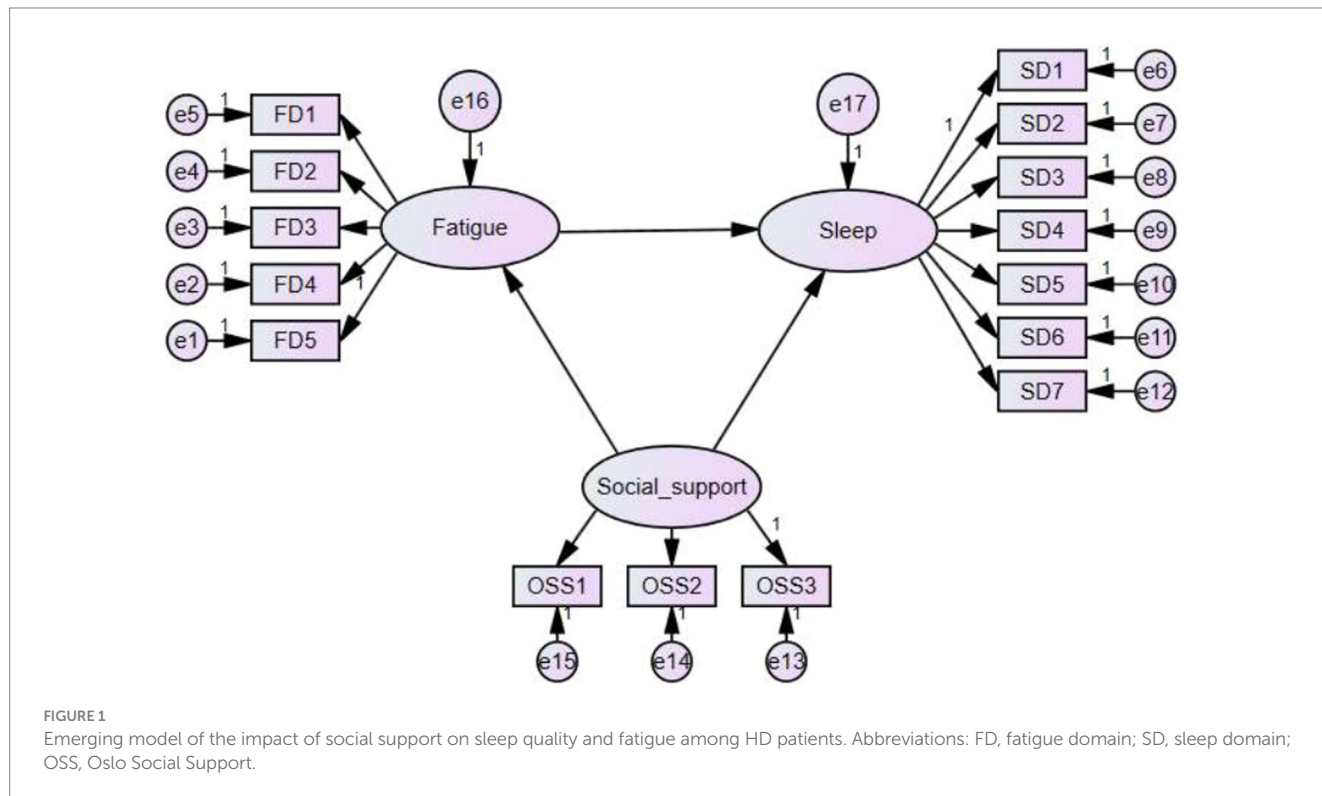 e16
e17
e5 1 FD1
e4 1 FD2
e3 1 FD3
e2 1 FD4
e1 1 FD5
1
Fatigue
1
1
Sleep
1
1
SD1 1 e6
SD2 1 e7
SD3 1 e8
SD4 1 e9
SD5 1 e10
SD6 1 e11
SD7 1 e12
Social_support
1
OSS1 OSS2 OSS3
1 1 1
e15 e14 e13
FIGURE 1
Emerging model of the impact of social support on sleep quality and fatigue among HD patients. Abbreviations: FD, fatigue domain; SD, sleep domain;
OSS, Oslo Social Support.